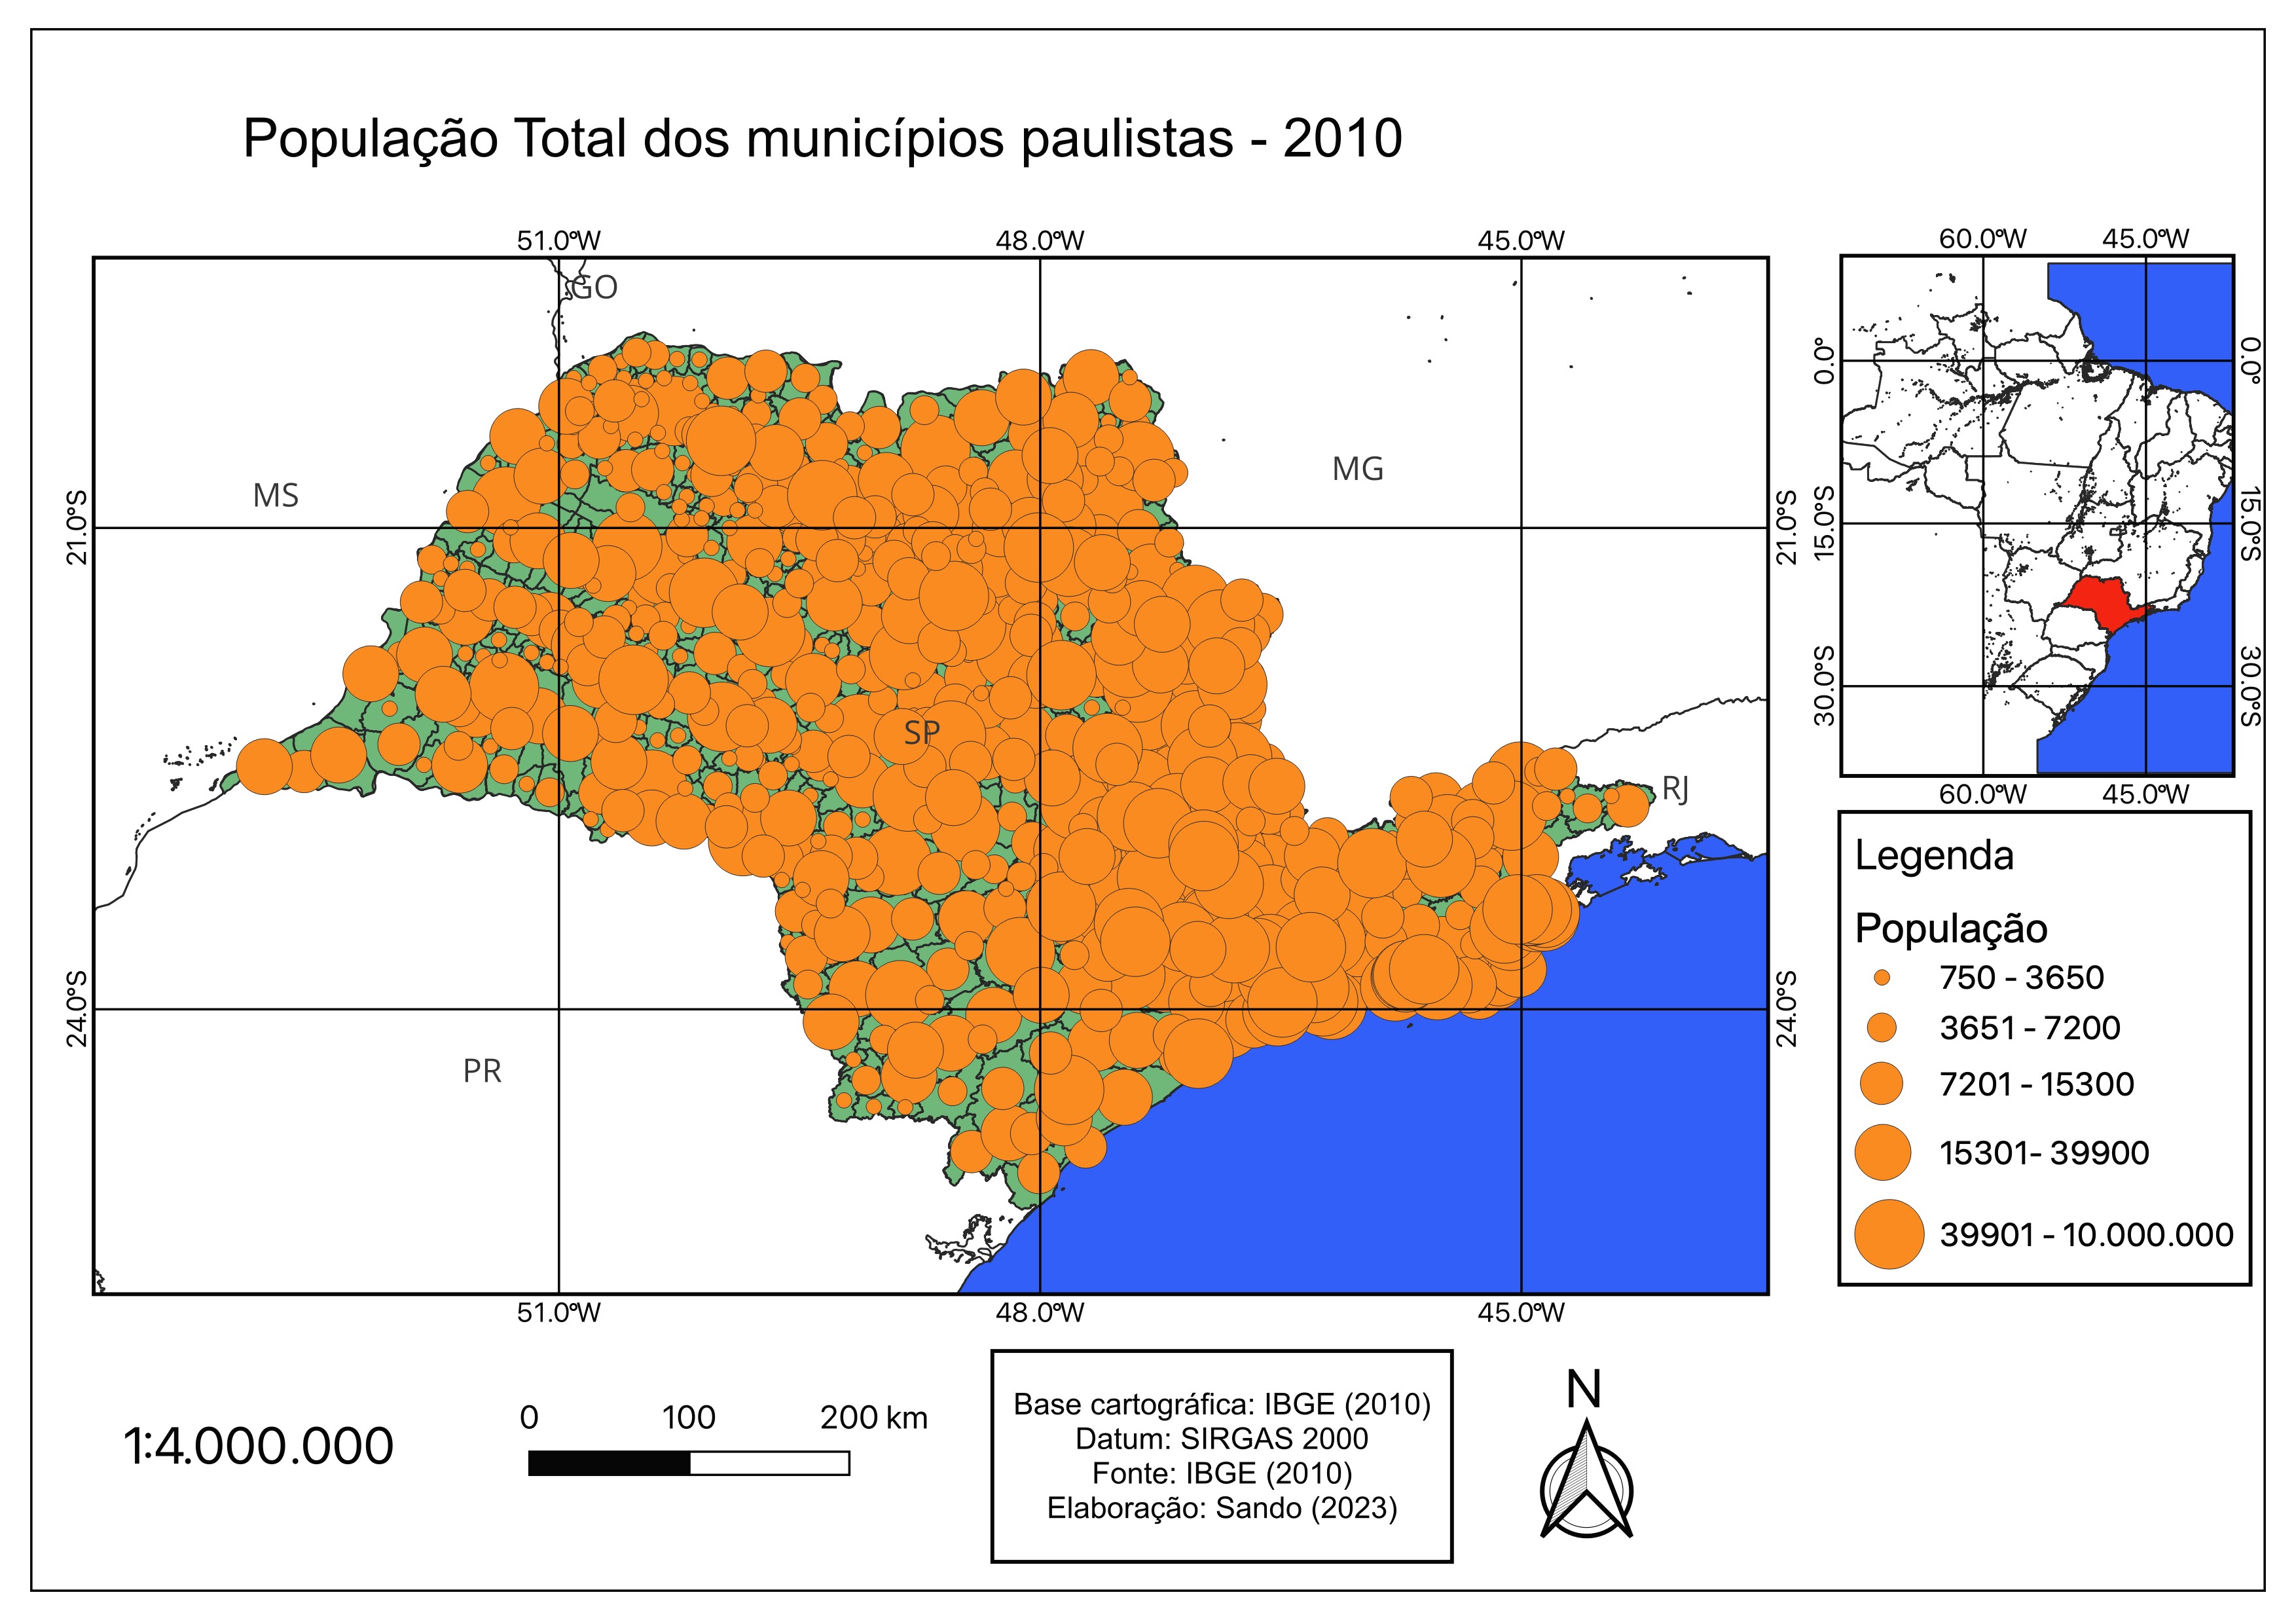 População Total dos municípios paulistas - 2010
51.0°W 48.0°W 45.0°W
60.0°W 45.0°W
GO
MS
MG
SP
RJ
PR
21.0°S
24.0°S
21.0°S
24.0°S
51.0°W 48.0°W 45.0°W
0.0°
15.0°S
30.0°S
0.0°
15.0°S
30.0°S
60.0°W 45.0°W
Legenda
População
750 - 3650
3651 - 7200
7201 - 15300
15301- 39900
39901 - 10.000.000
1:4.000.000
0 100 200 km
Base cartográfica: IBGE (2010)
Datum: SIRGAS 2000
Fonte: IBGE (2010)
Elaboração: Sando (2023)
N